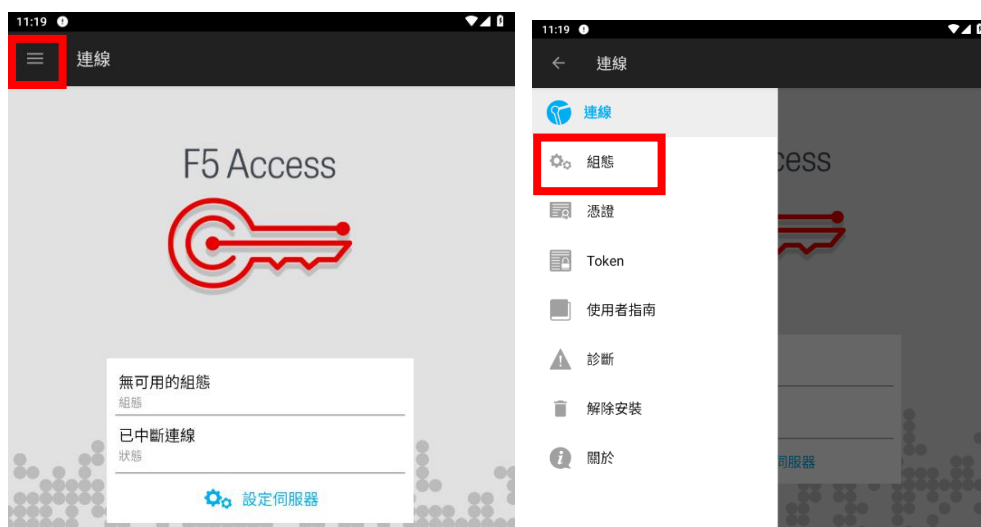 11:19
連線
F5 Access
無可用的組態
組態
已中斷連線
狀態
設定伺服器
11:19
連線
連線
組態
憑證
Token
使用者指南
診斷
解除安裝
關於
cess
伺服器